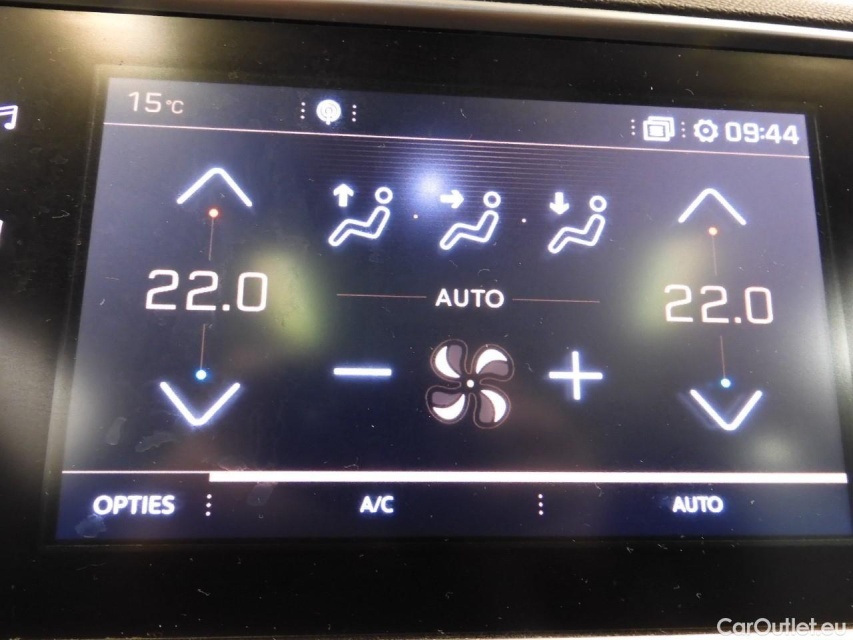 15°C
09:44
22.0
22.0
AUTO
OPTIES
A/C
AUTO
CarOutlet.eu